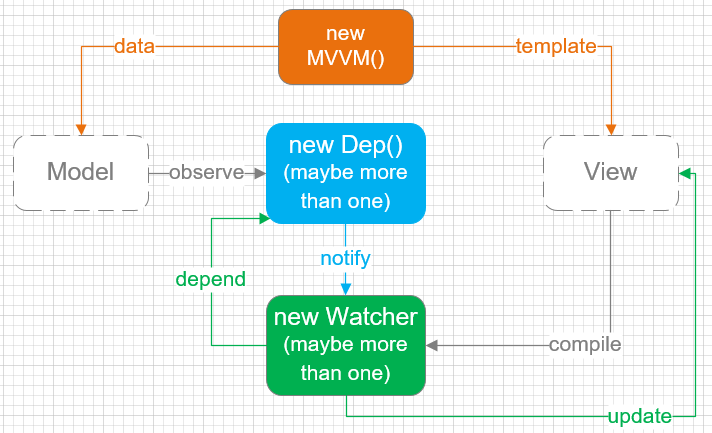 new
MVVM()
data
template
Model
observe
new Dep()
(maybe more
than one)
View
notify
depend
new Watcher
(maybe more
than one)
compile
update